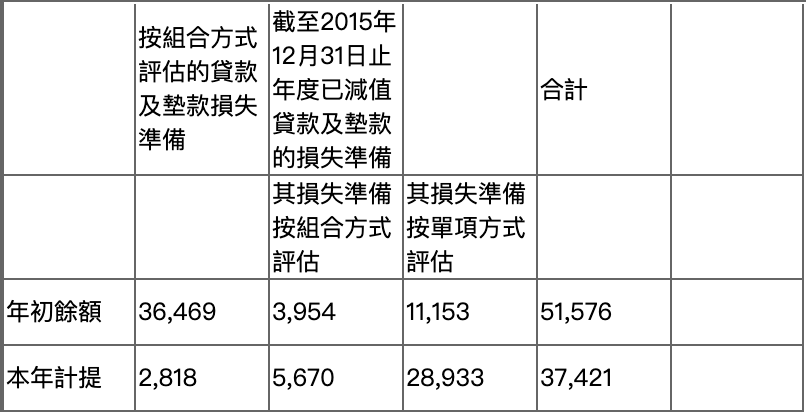 按組合方式
評估的貸款
及墊款損失
準備
截至2015年
12月31日止
年度已減值
貸款及墊款
的損失準備
合計
其損失準備
按組合方式
評估
其損失準備
按單項方式
評估
年初餘額 36,469 3,954 11,153 51,576
本年計提 2,818 5,670 28,933 37,421